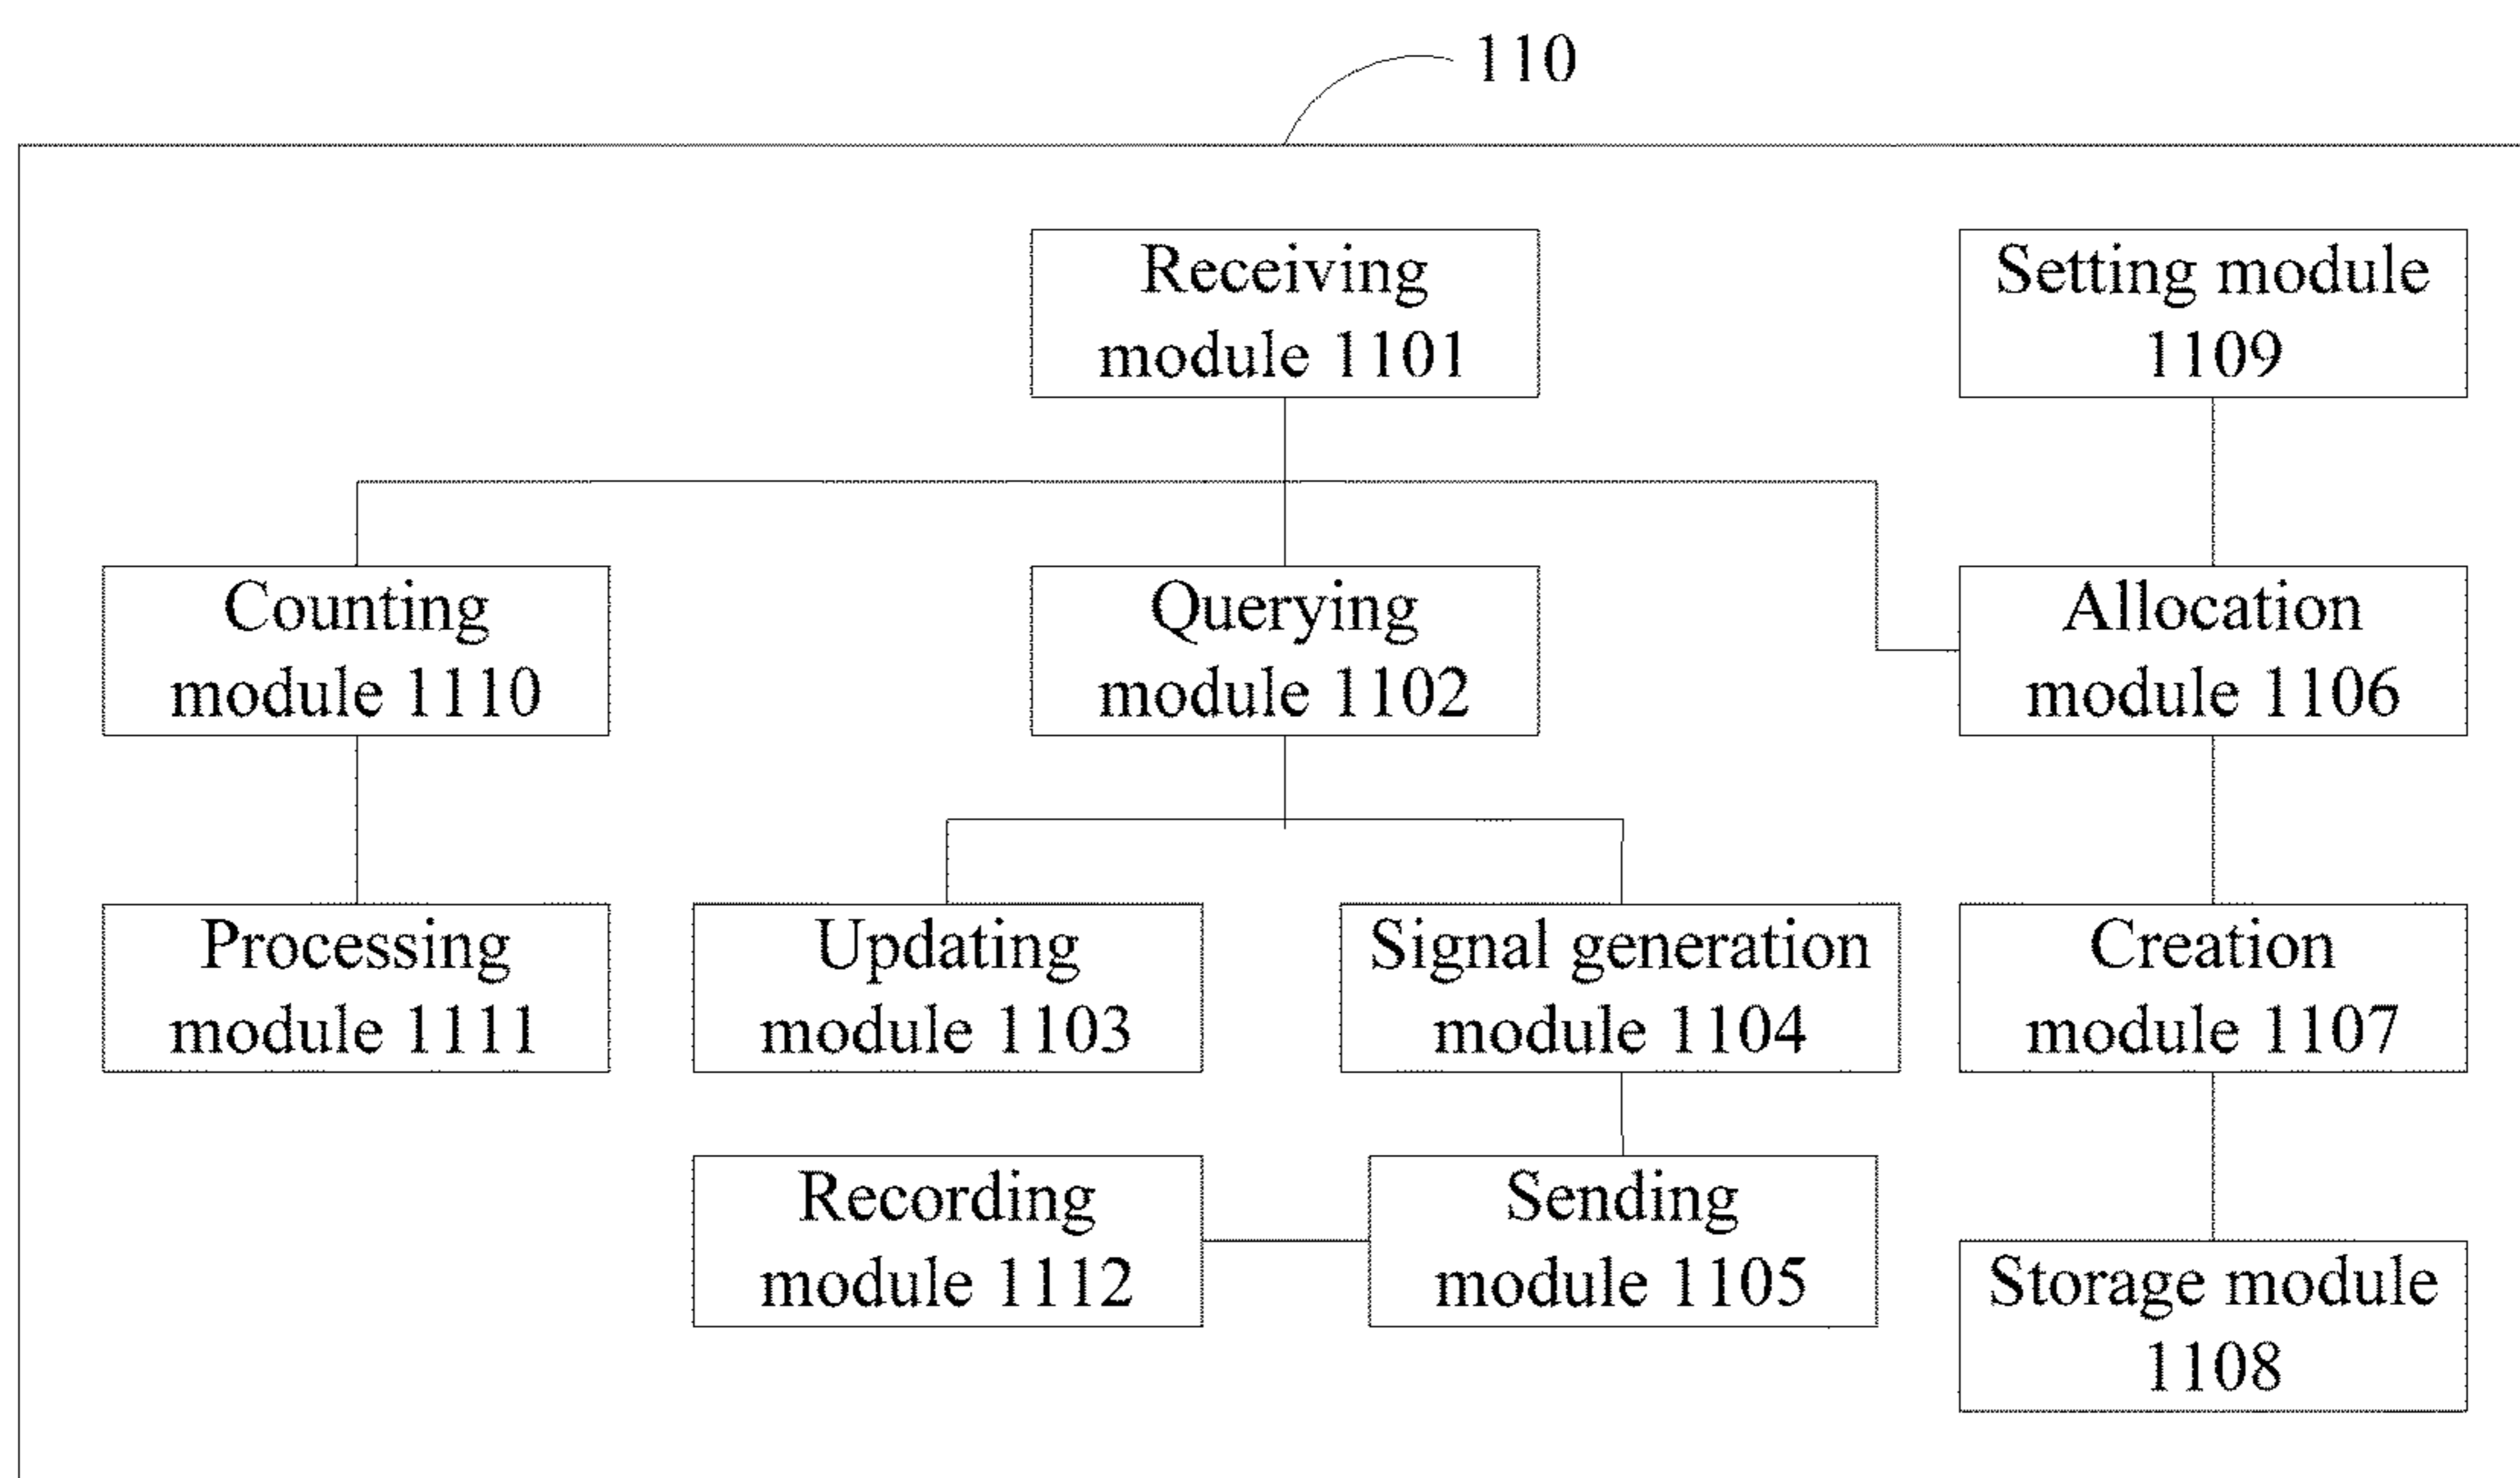 110
Receiving
module 1101
Setting module
1109
Counting
module 1110
Querying
module 1102
Allocation
module 1106
Processing
module 1111
Updating
module 1103
Signal generation
module 1104
Creation
module 1107
Recording
module 1112
Sending
module 1105
Storage module
1108